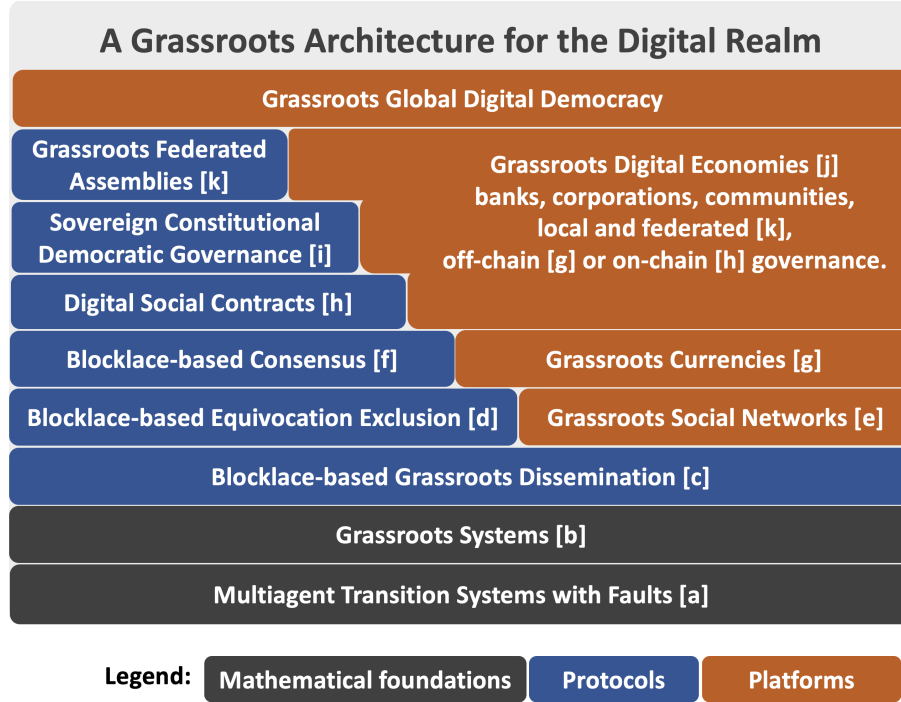 A Grassroots Architecture for the Digital Realm
Grassroots Global Digital Democracy
Grassroots Federated
Assemblies [k]
Grassroots Digital Economies [j]
banks, corporations, communities,
local and federated [k],
off-chain [g] or on-chain [h] governance.
Sovereign Constitutional
Democratic Governance [i]
Digital Social Contracts [h]
Blocklace-based Consensus [f]
Grassroots Currencies [g]
Blocklace-based Equivocation Exclusion [d]
Grassroots Social Networks [e]
Blocklace-based Grassroots Dissemination [c]
Grassroots Systems [b]
Multiagent Transition Systems with Faults [a]
Legend:
Mathematical foundations
Protocols
Platforms